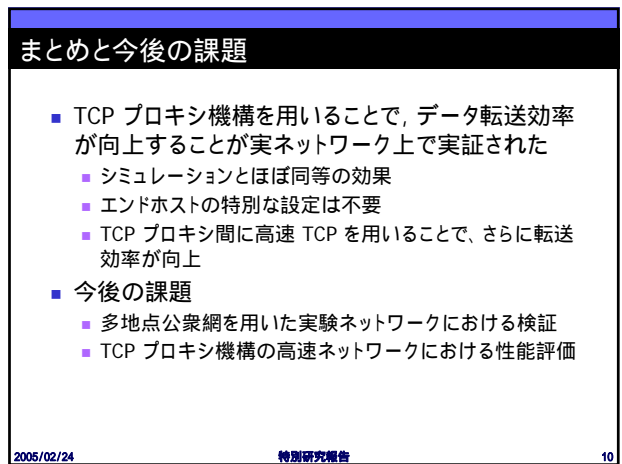 まとめと今後の課題
TCP プロキシ機構を用いることで, データ転送効率
が向上することが実ネットワーク上で実証された
シミュレーションとほぼ同等の効果
エンドホストの特別な設定は不要
TCP プロキシ間に高速 TCP を用いることで、さらに転送
効率が向上
今後の課題
多地点公衆網を用いた実験ネットワークにおける検証
TCP プロキシ機構の高速ネットワークにおける性能評価
2005/02/24 特別研究報告 10